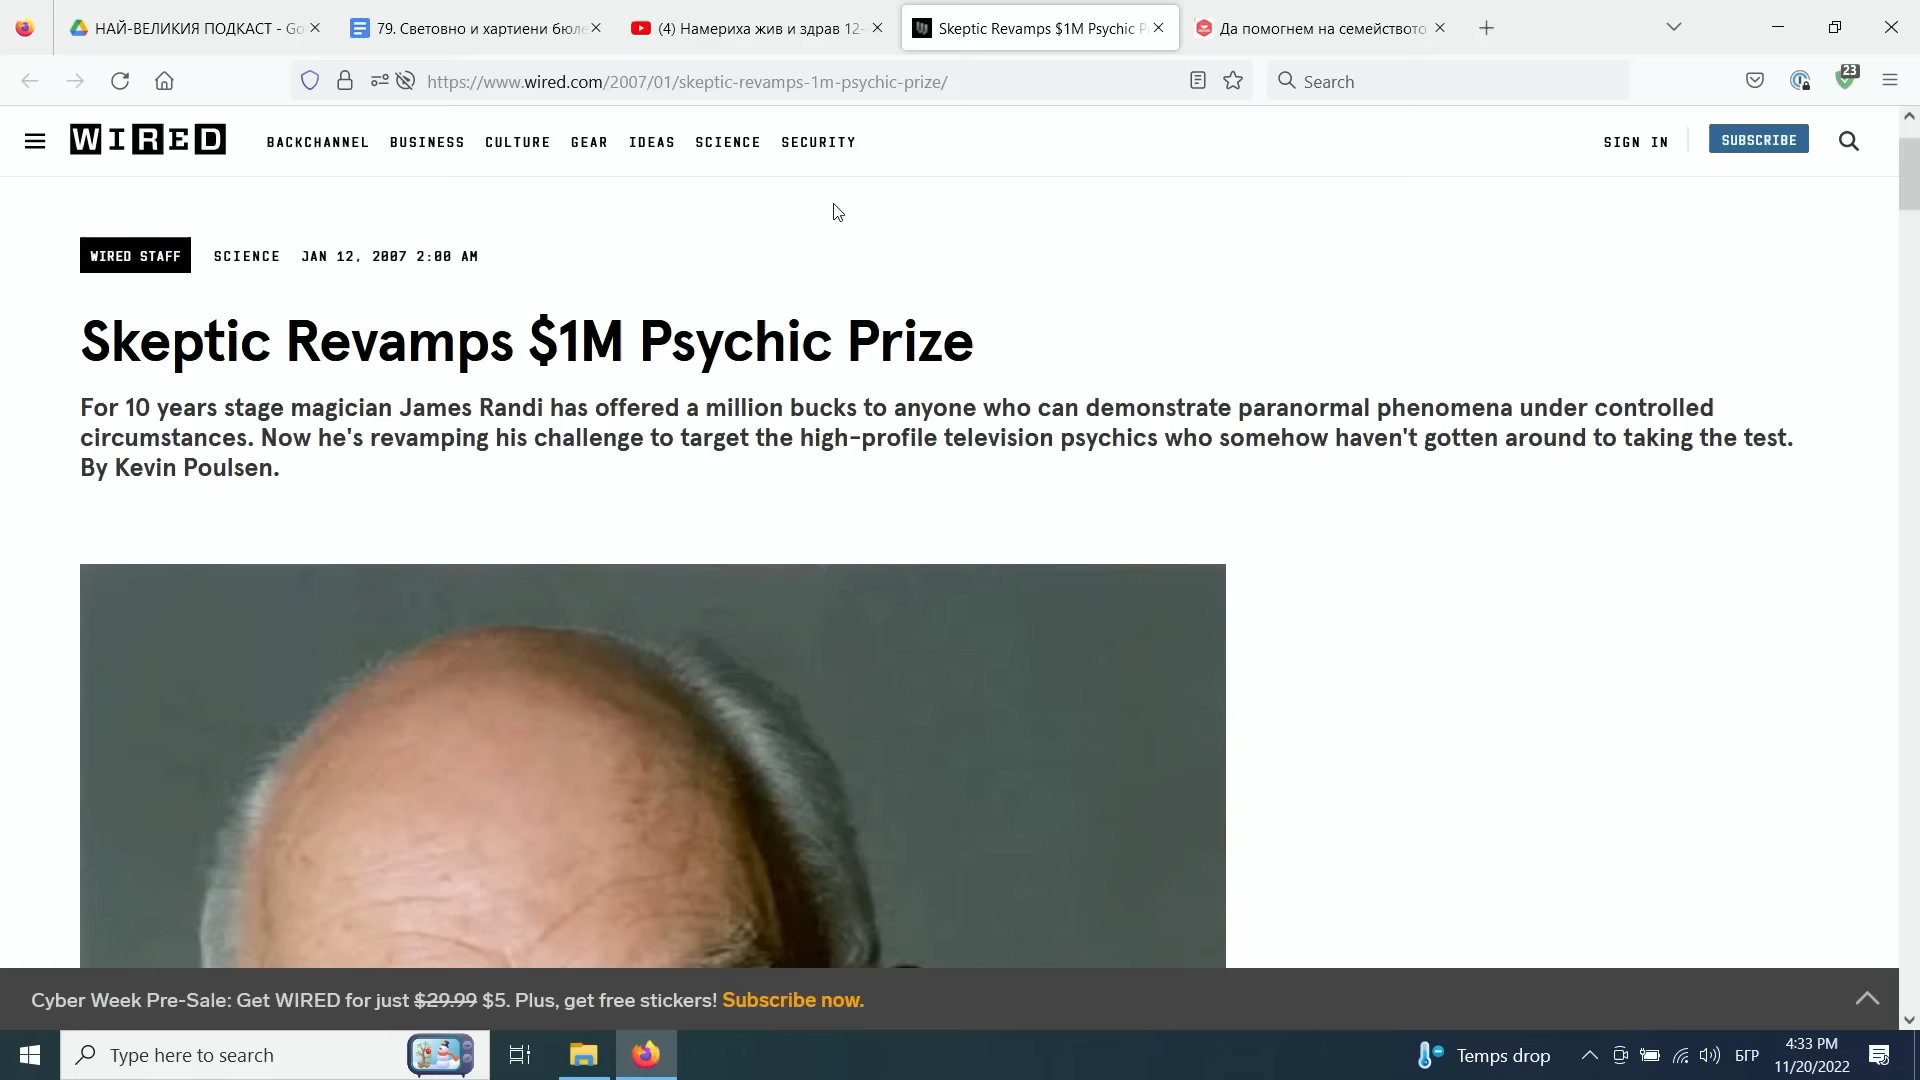 НАЙ-ВЕЛИКИЯ ПОДКАСТ - Go
79. Световно и хартиени бюле
(4) Намериха жив и здрав 12-
Skeptic Revamps $1M Psychic P
Да помогнем на семейството
https://www.wired.com/2007/01/skeptic-revamps-1m-psychic-prize/
Search
23
WIRED
BACKCHANNEL BUSINESS CULTURE GEAR IDEAS SCIENCE SECURITY
SIGN IN
SUBSCRIBE
WIRED STAFF SCIENCE JAN 12, 2007 2:00 AM
Skeptic Revamps $1M Psychic Prize
For 10 years stage magician James Randi has offered a million bucks to anyone who can demonstrate paranormal phenomena under controlled
circumstances. Now he's revamping his challenge to target the high-profile television psychics who somehow haven't gotten around to taking the test.
By Kevin Poulsen.
Cyber Week Pre-Sale: Get WIRED for just $29.99 $5. Plus, get free stickers! Subscribe now.
Type here to search
Temps drop
БГР
4:33 PM
11/20/2022